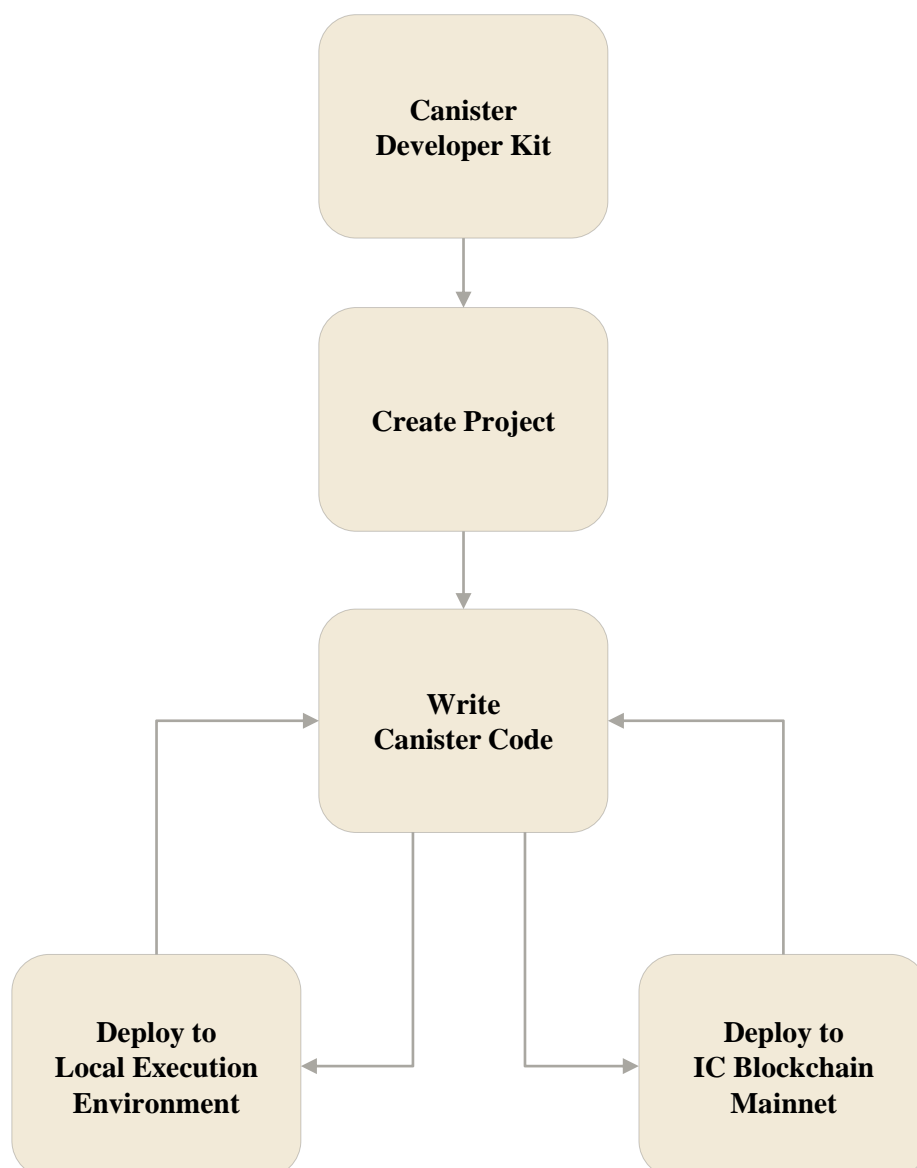 Canister
Developer Kit
Create Project
Write
Canister Code
Deploy to
Local Execution
Environment
Deploy to
IC Blockchain
Mainnet